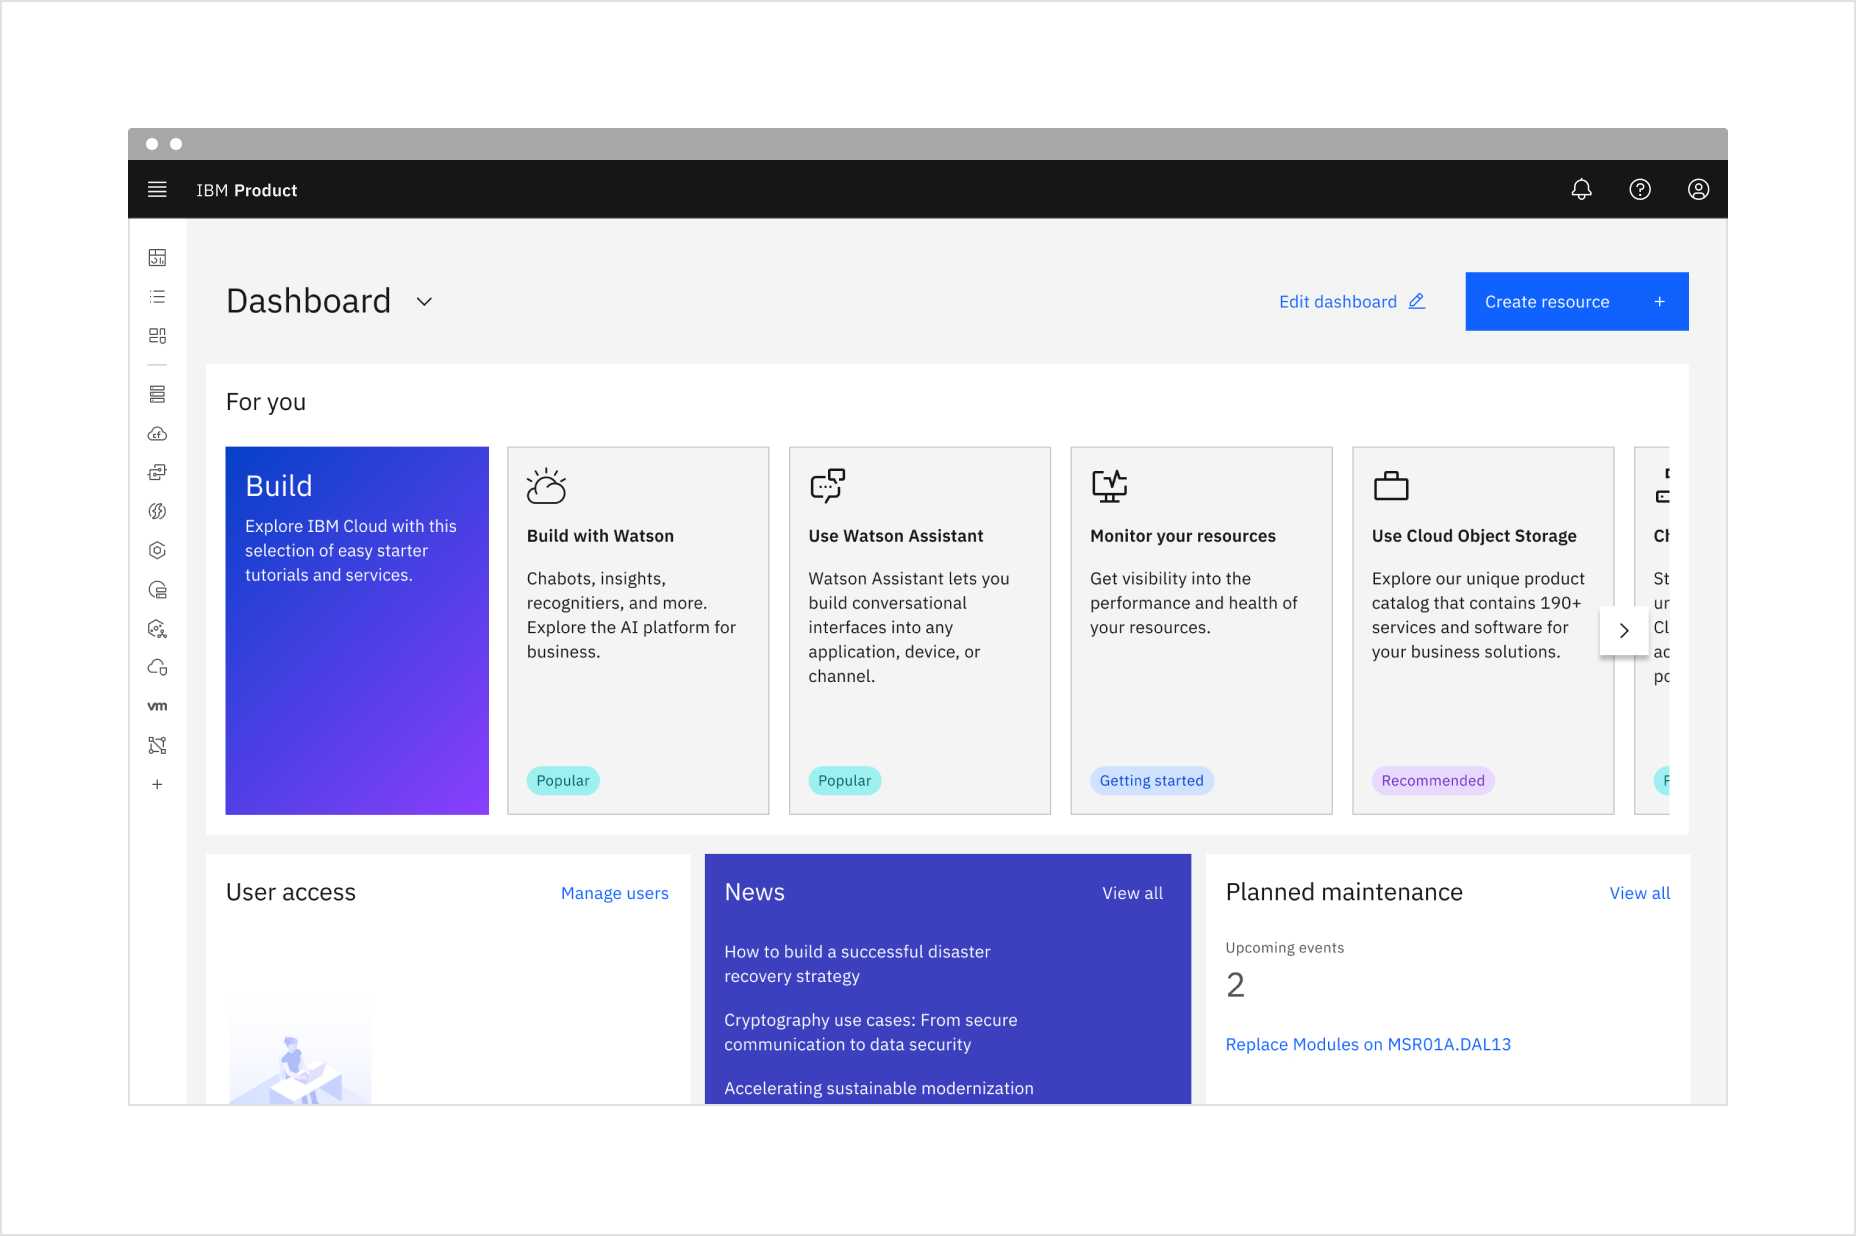 IBM Product
Dashboard
Edit dashboard
Create resource +
For you
Build
Explore IBM Cloud with this
selection of easy starter
tutorials and services.
Build with Watson
Chabots, insights,
recognitiers, and more.
Explore the AI platform for
business.
Popular
Use Watson Assistant
Watson Assistant lets you
build conversational
interfaces into any
application, device, or
channel.
Popular
Monitor your resources
Get visibility into the
performance and health of
your resources.
Getting started
Use Cloud Object Storage
Explore our unique product
catalog that contains 190+
services and software for
your business solutions.
Recommended
cf
vm
User access
Manage users
News
View all
How to build a successful disaster
recovery strategy
Cryptography use cases: From secure
communication to data security
Accelerating sustainable modernization
Planned maintenance
View all
Upcoming events
2
Replace Modules on MSR01A.DAL13